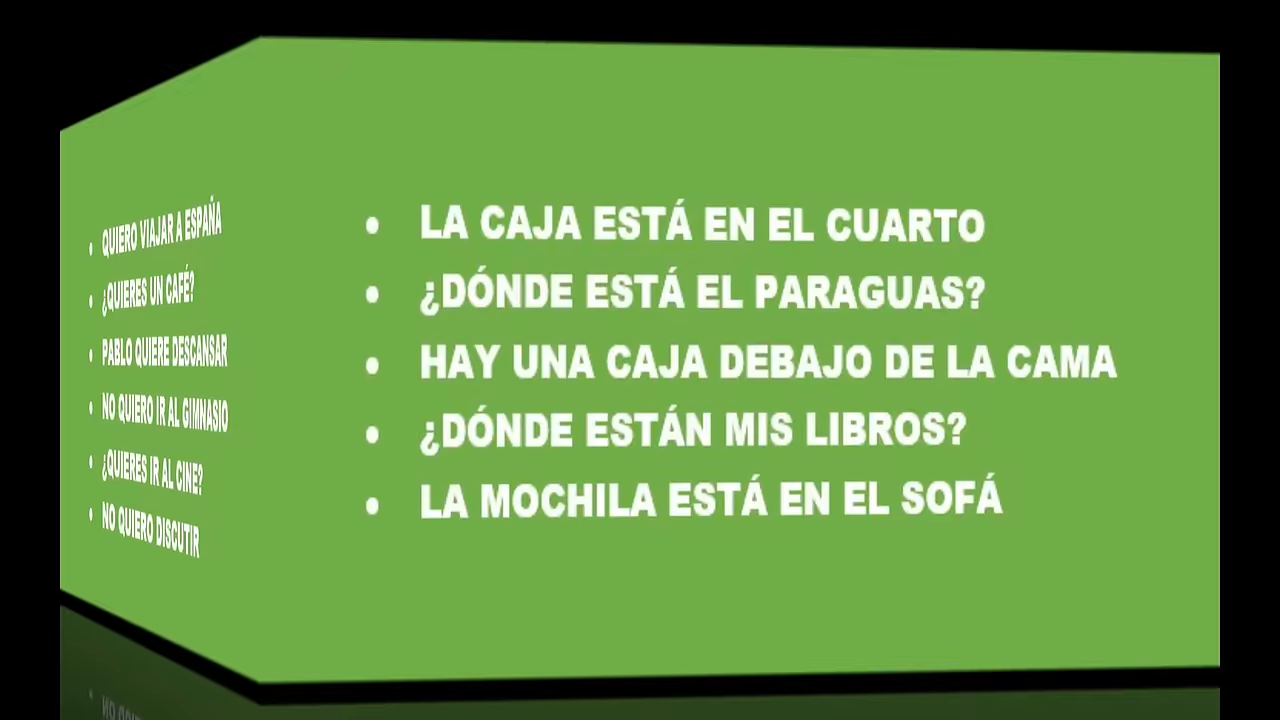 • QUIERO VIAJAR A ESPAÑA
• ¿QUIERES UN CAFÉ?
• PABLO QUIERE DESCANSAR
• NO QUIERO IR AL GIMNASIO
• ¿QUIERES IR AL CINE?
• NO QUIERO DISCUTIR
• LA CAJA ESTÁ EN EL CUARTO
• ¿DÓNDE ESTÁ EL PARAGUAS?
• HAY UNA CAJA DEBAJO DE LA CAMA
• ¿DÓNDE ESTÁN MIS LIBROS?
• LA MOCHILA ESTÁ EN EL SOFÁ